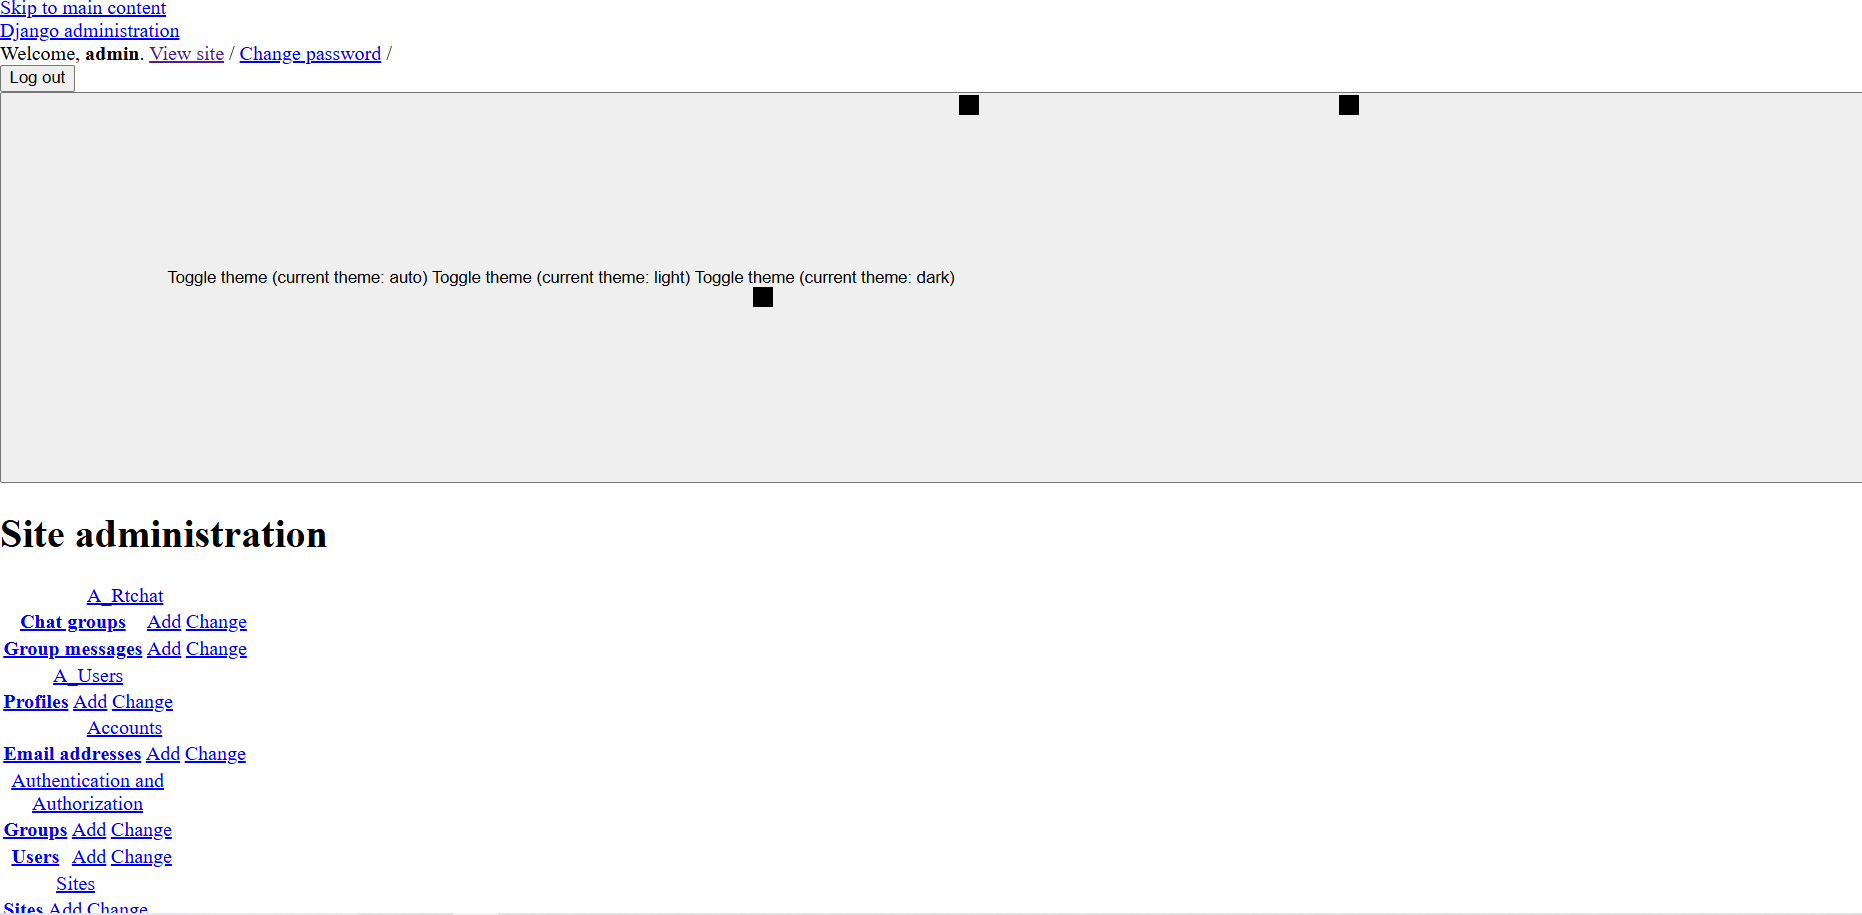 Skip to main content
Django administration
Welcome, admin. View site / Change password /
Log out
Toggle theme (current theme: auto) Toggle theme (current theme: light) Toggle theme (current theme: dark)
Site administration
A_Rtchat
Chat groups Add Change
Group messages Add Change
A_Users
Profiles Add Change
Accounts
Email addresses Add Change
Authentication and
Authorization
Groups Add Change
Users Add Change
Sites
Sites Add Change